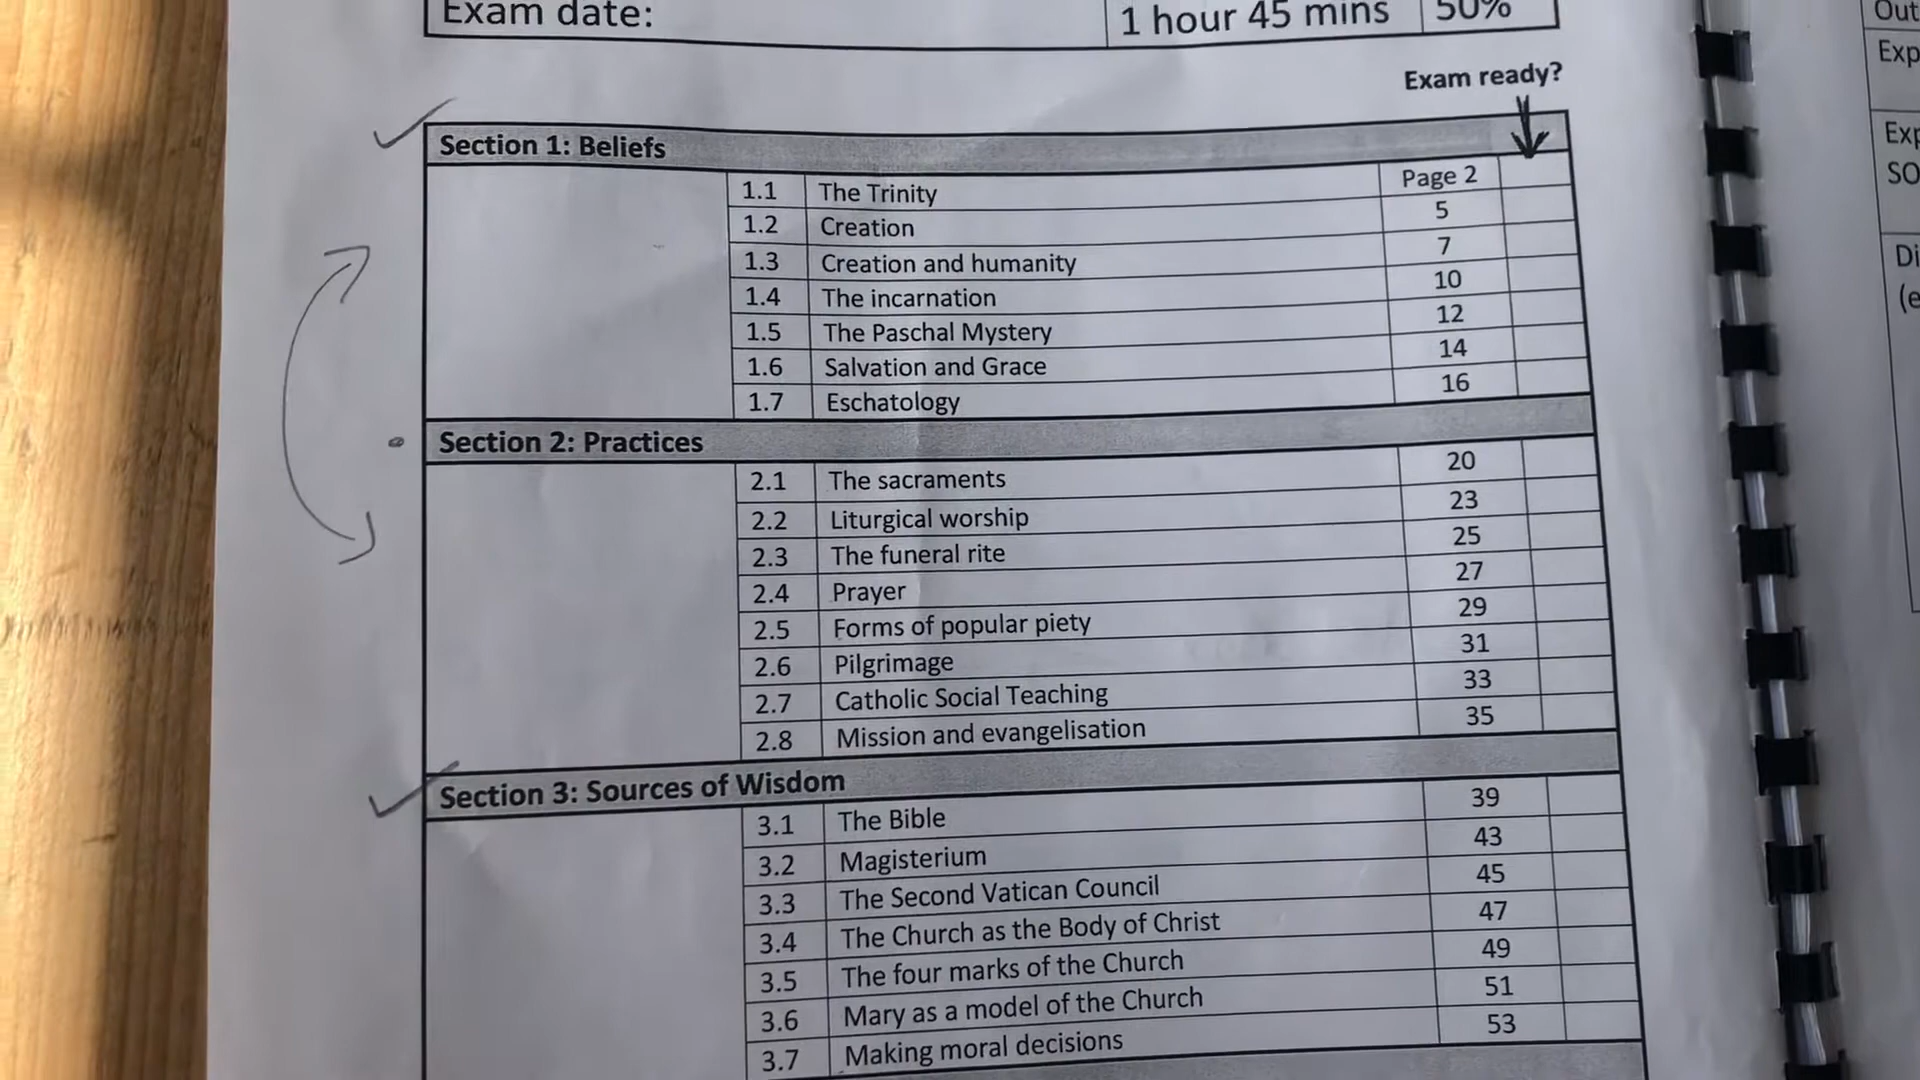 Exam date: 1 hour 45 mins 50%
Exam ready?
Section 1: Beliefs
1.1 The Trinity Page 2
1.2 Creation 5
1.3 Creation and humanity 7
1.4 The incarnation 10
1.5 The Paschal Mystery 12
1.6 Salvation and Grace 14
1.7 Eschatology 16
Section 2: Practices
2.1 The sacraments 20
2.2 Liturgical worship 23
2.3 The funeral rite 25
2.4 Prayer 27
2.5 Forms of popular piety 29
2.6 Pilgrimage 31
2.7 Catholic Social Teaching 33
2.8 Mission and evangelisation 35
Section 3: Sources of Wisdom
3.1 The Bible 39
3.2 Magisterium 43
3.3 The Second Vatican Council 45
3.4 The Church as the Body of Christ 47
3.5 The four marks of the Church 49
3.6 Mary as a model of the Church 51
3.7 Making moral decisions 53
Out
Exp
Exp
SO
Di
(e